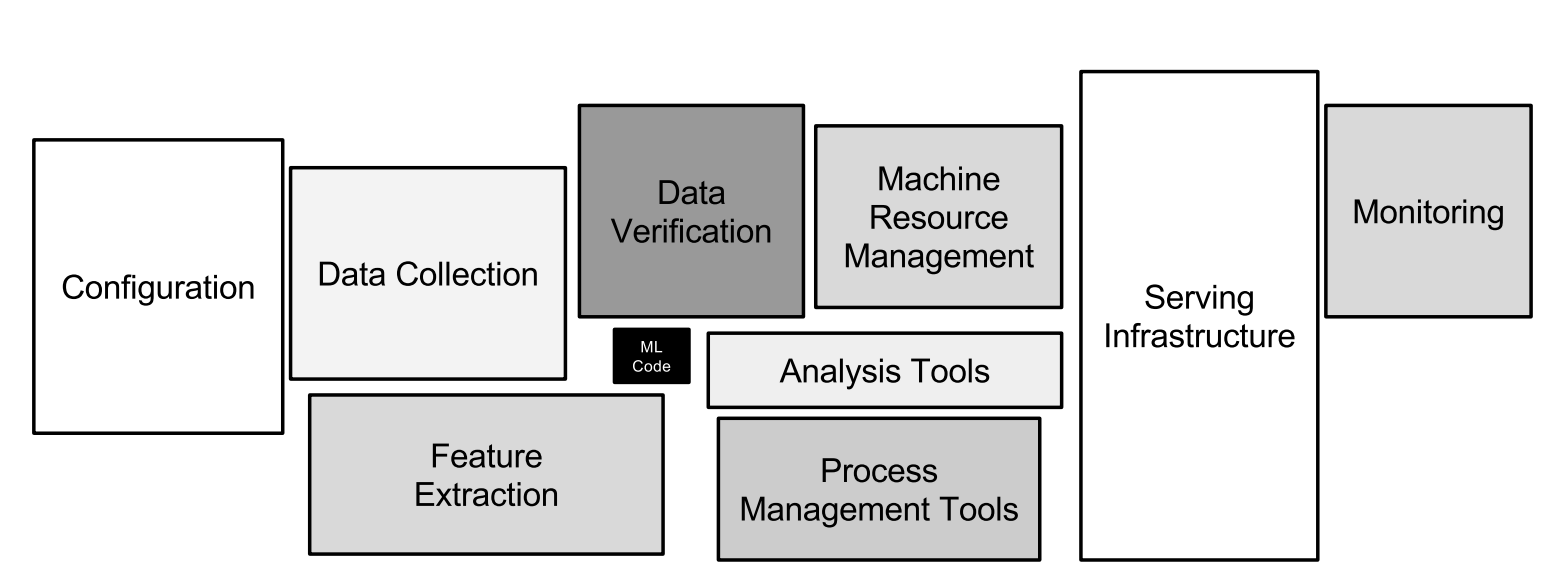 Configuration
Data Collection
Data
Verification
Machine
Resource
Management
Monitoring
ML
Code
Analysis Tools
Serving
Infrastructure
Feature
Extraction
Process
Management Tools